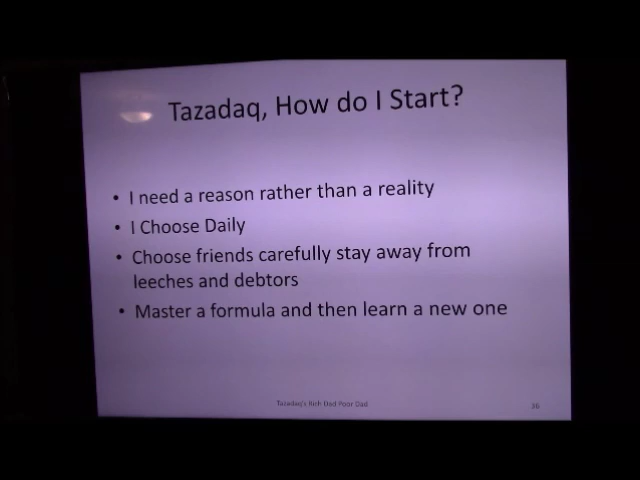 Tazadaq, How do I Start?
• I need a reason rather than a reality
• I Choose Daily
• Choose friends carefully stay away from
leeches and debtors
• Master a formula and then learn a new one
Tazadaq's Rich Dad Poor Dad